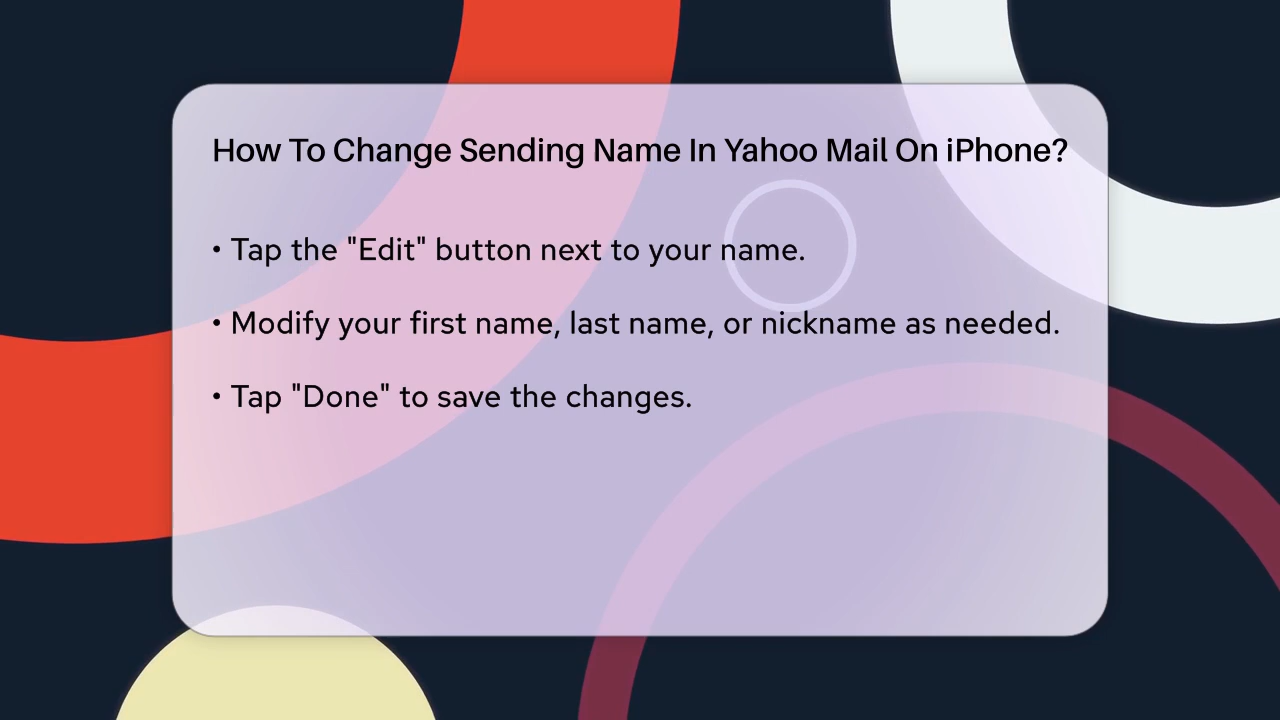 How To Change Sending Name In Yahoo Mail On iPhone?
• Tap the "Edit" button next to your name.
• Modify your first name, last name, or nickname as needed.
• Tap "Done" to save the changes.